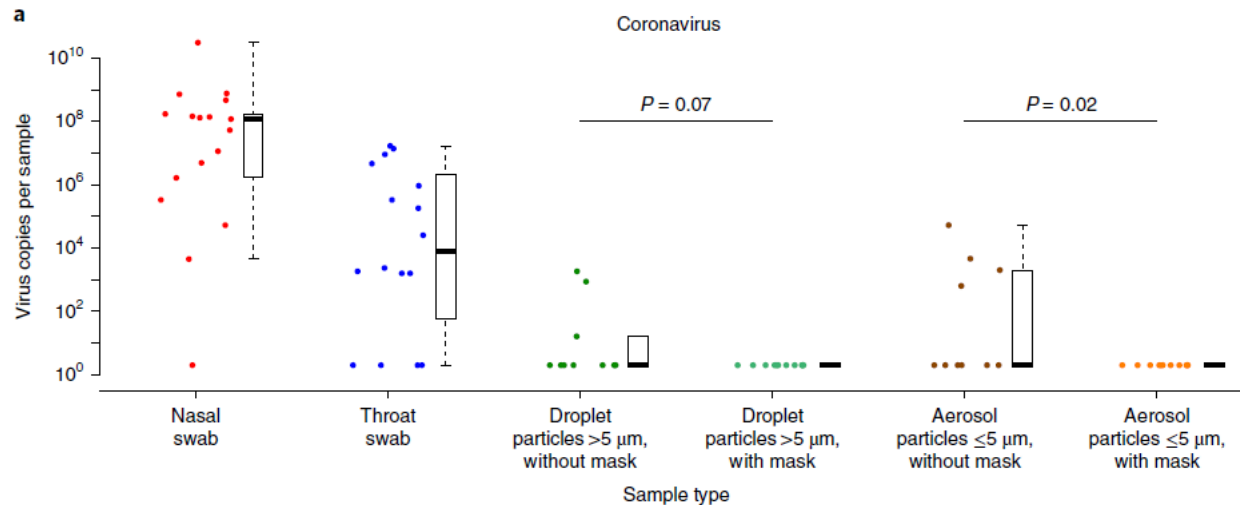 a
Coronavirus
Virus copies per sample
10^10
10^8
10^6
10^4
10^2
10^0
P = 0.07
P = 0.02
Nasal
swab
Throat
swab
Droplet
particles >5 μm,
without mask
Droplet
particles >5 μm,
with mask
Aerosol
particles ≤5 μm,
without mask
Aerosol
particles ≤5 μm,
with mask
Sample type